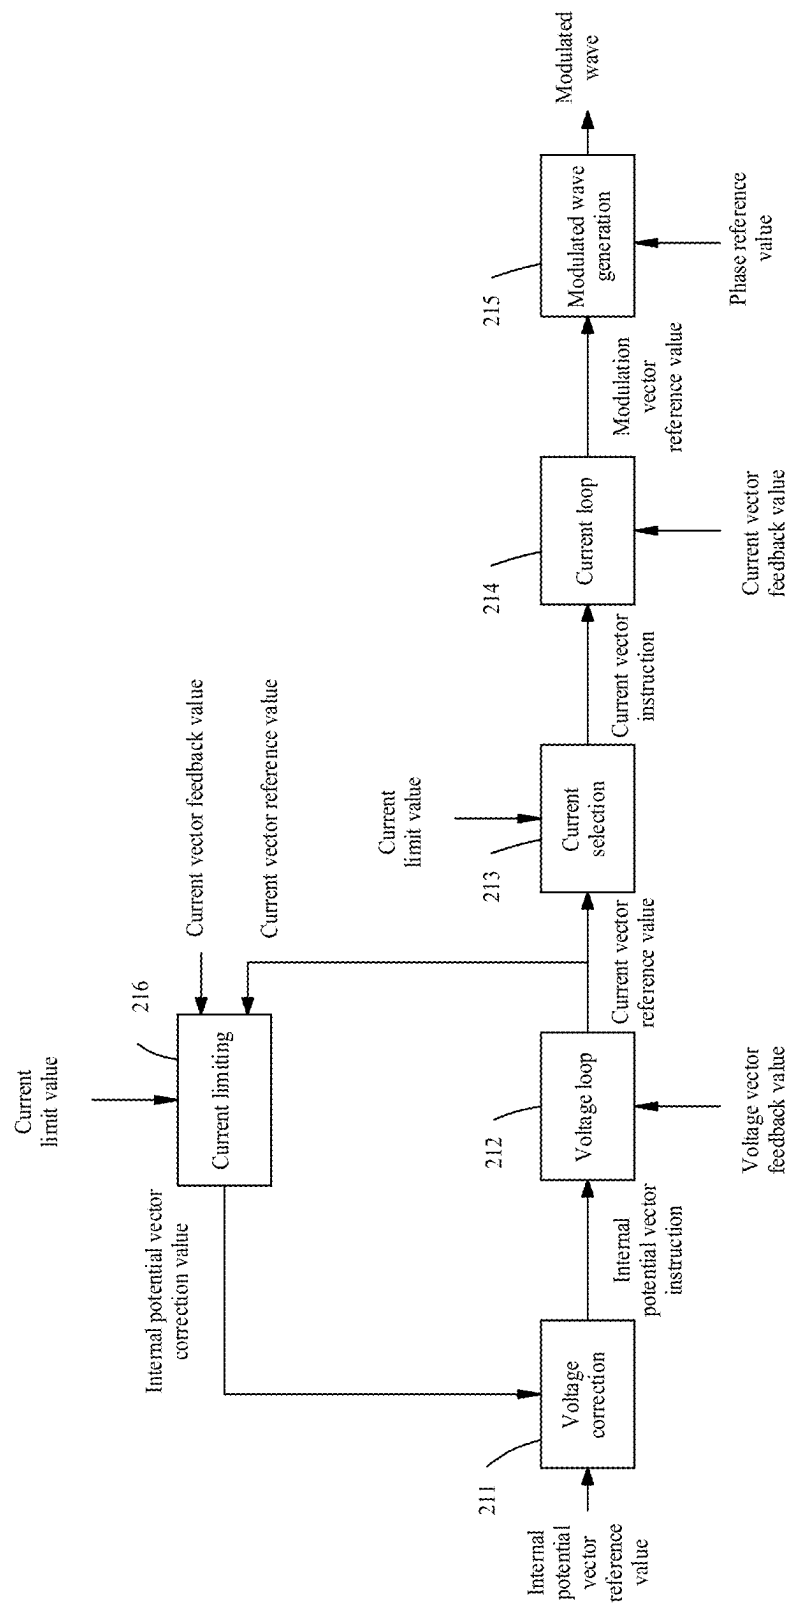 Current
limit value
216
Current vector feedback value
Current limiting
Current vector reference value
Internal potential vector
correction value
Current
limit value
211
212
213
214
215
Internal
potential
vector
reference
value
Voltage
correction
Internal
potential vector
instruction
Voltage loop
Current vector
reference value
Current
selection
Current vector
instruction
Current loop
Modulation
vector
reference value
Modulated wave
generation
Modulated
wave
Voltage vector
feedback value
Current vector
feedback value
Phase reference
value